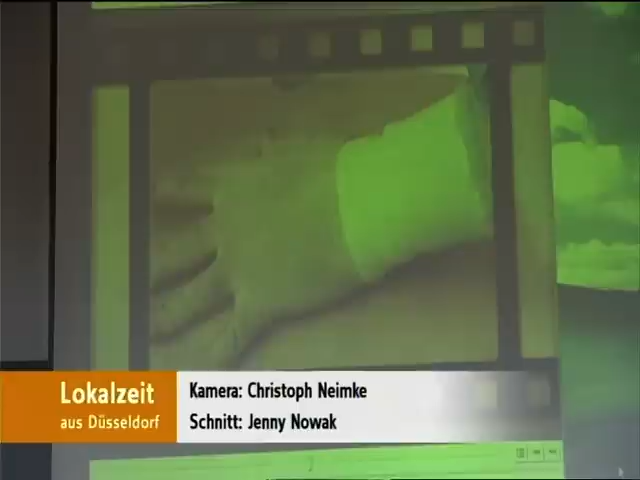 Lokalzeit
aus Düsseldorf
Kamera: Christoph Neimke
Schnitt: Jenny Nowak